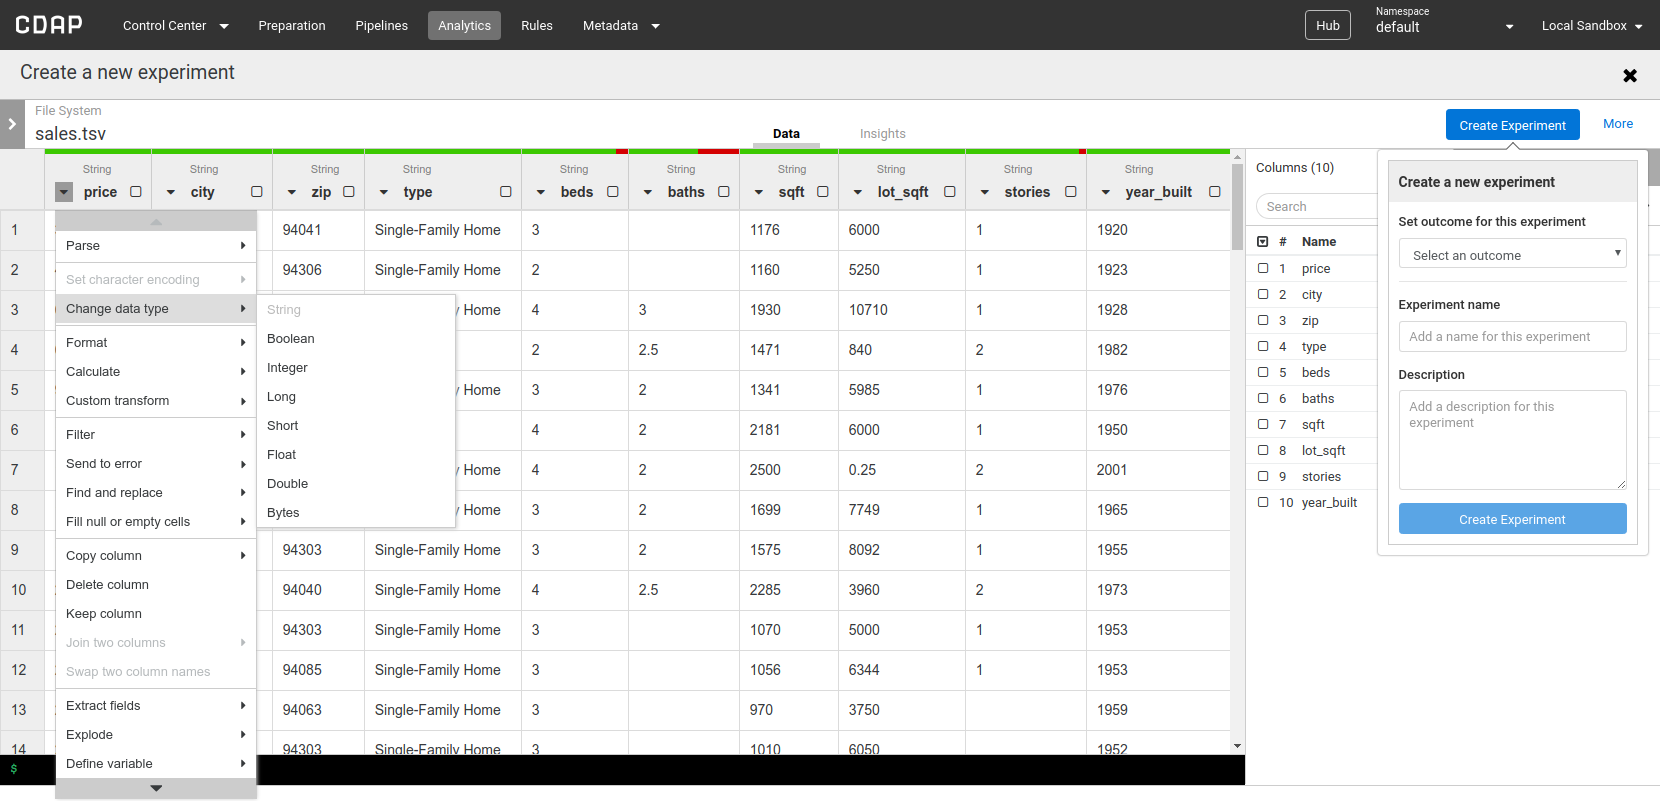 CDAP Control Center Preparation Pipelines Analytics Rules Metadata Hub Namespace default Local Sandbox
Create a new experiment
File System
sales.tsv
Data Insights
Create Experiment More
String String String String String String String String String String
price city zip type beds baths sqft lot_sqft stories year_built
1 94041 Single-Family Home 3 1176 6000 1 1920
2 94306 Single-Family Home 2 1160 5250 1 1923
3 Home 4 3 1930 10710 1 1928
4 2 2.5 1471 840 2 1982
5 Home 3 2 1341 5985 1 1976
6 4 2 2181 6000 1 1950
7 Home 4 2 2500 0.25 2 2001
8 Home 3 2 1699 7749 1 1965
9 94303 Single-Family Home 3 2 1575 8092 1 1955
10 94040 Single-Family Home 4 2.5 2285 3960 2 1973
11 94303 Single-Family Home 3 1070 5000 1 1953
12 94085 Single-Family Home 3 1056 6344 1 1953
13 94063 Single-Family Home 3 970 3750 1959
14 94303 Single-Family Home 3 1010 6050 1952
$
Parse
Set character encoding
Change data type
Format
Calculate
Custom transform
Filter
Send to error
Find and replace
Fill null or empty cells
Copy column
Delete column
Keep column
Join two columns
Swap two column names
Extract fields
Explode
Define variable
String
Boolean
Integer
Long
Short
Float
Double
Bytes
Columns (10)
Search
# Name
1 price
2 city
3 zip
4 type
5 beds
6 baths
7 sqft
8 lot_sqft
9 stories
10 year_built
Create a new experiment
Set outcome for this experiment
Select an outcome
Experiment name
Add a name for this experiment
Description
Add a description for this
experiment
Create Experiment